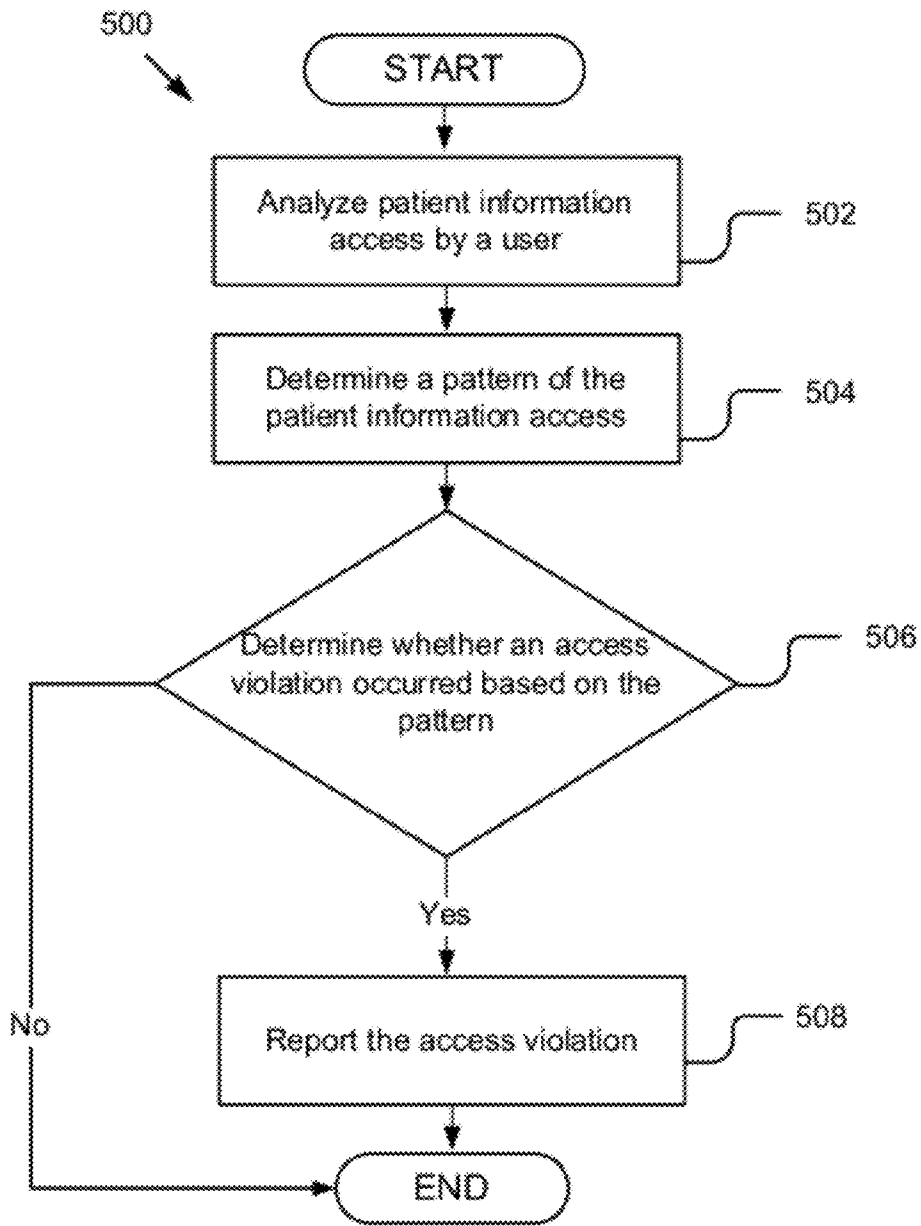 500
START
Analyze patient information
access by a user
502
Determine a pattern of the
patient information access
504
Determine whether an access
violation occurred based on the
pattern
506
Yes
No
Report the access violation
508
END